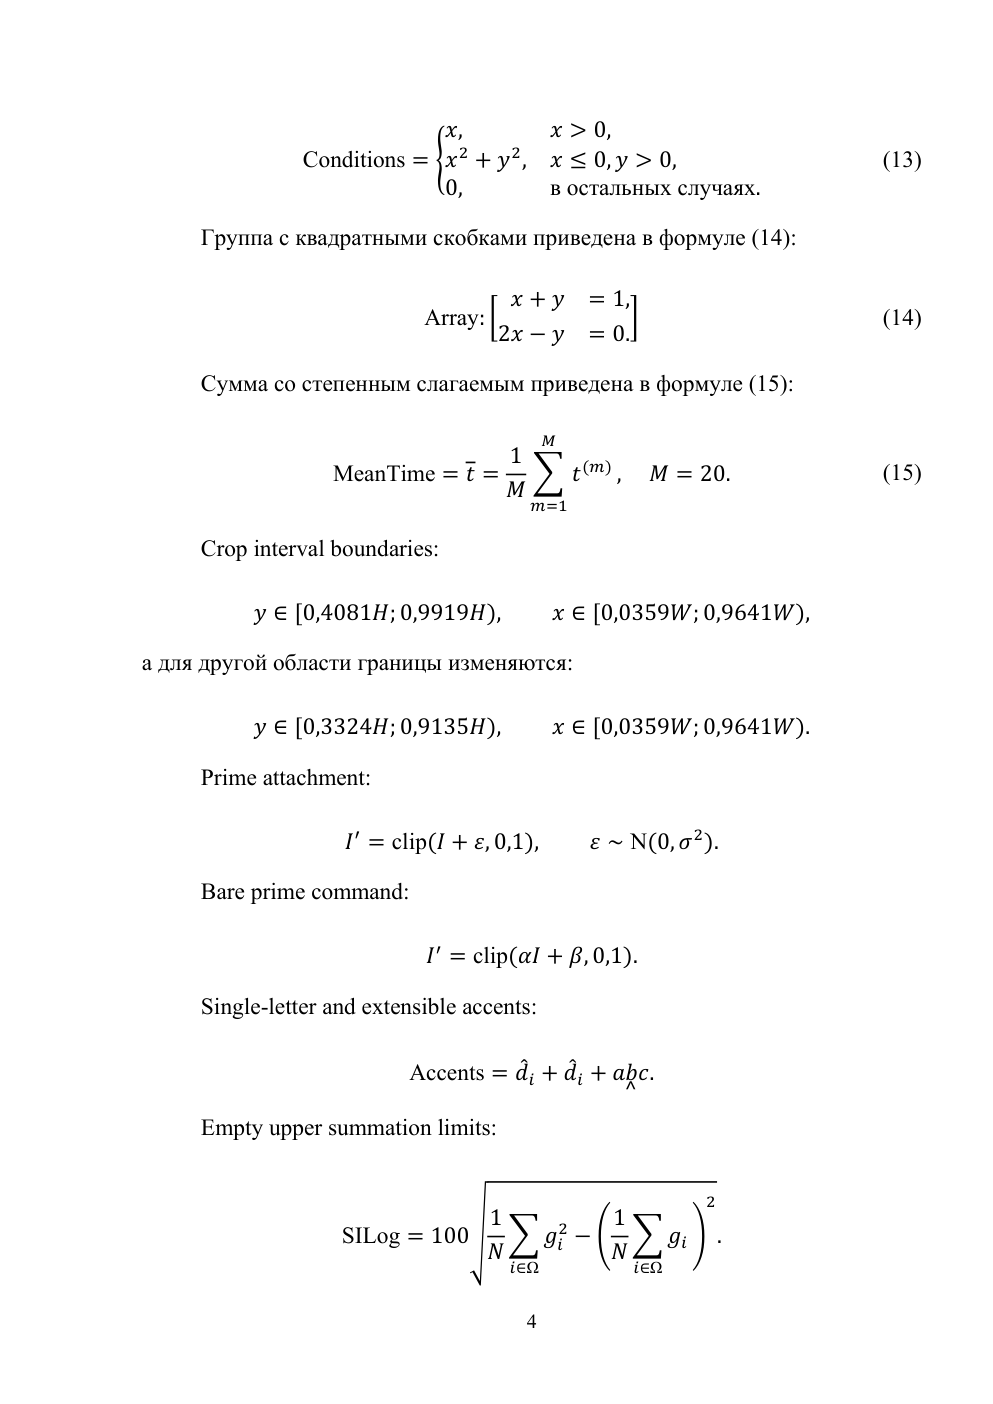 Conditions = { x, x > 0,
x² + y², x ≤ 0, y > 0, (13)
0, в остальных случаях.
Группа с квадратными скобками приведена в формуле (14):
Array: [ x + y = 1,
2x − y = 0. ] (14)
Сумма со степенным слагаемым приведена в формуле (15):
MeanTime = t̅ = 1/M ∑_{m=1}^{M} t^{(m)}, M = 20. (15)
Crop interval boundaries:
y ∈ [0,4081H; 0,9919H), x ∈ [0,0359W; 0,9641W),
а для другой области границы изменяются:
y ∈ [0,3324H; 0,9135H), x ∈ [0,0359W; 0,9641W).
Prime attachment:
I′ = clip(I + ε, 0,1), ε ~ N(0, σ²).
Bare prime command:
I′ = clip(αI + β, 0,1).
Single-letter and extensible accents:
Accents = d̂_i + d̂_i + ab̭c.
Empty upper summation limits:
SILog = 100 √(1/N ∑_{i∈Ω} g_i² − (1/N ∑_{i∈Ω} g_i)²).
4